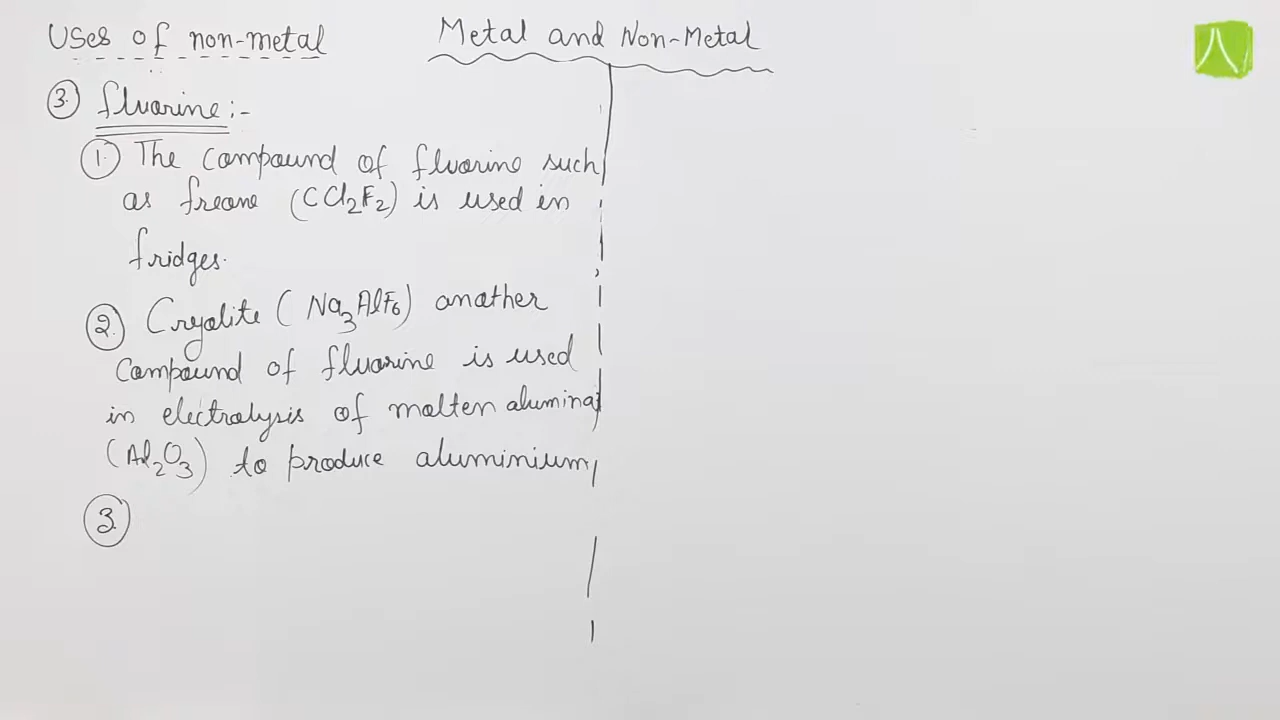 Uses of non-metal
Metal and Non-Metal
3. fluorine:-
1. The compound of fluorine such
as freone (CCl2F2) is used in
fridges.
2. Cryolite (Na3AlF6) another
compound of fluorine is used
in electrolysis of molten alumina
(Al2O3) to produce aluminium
3.